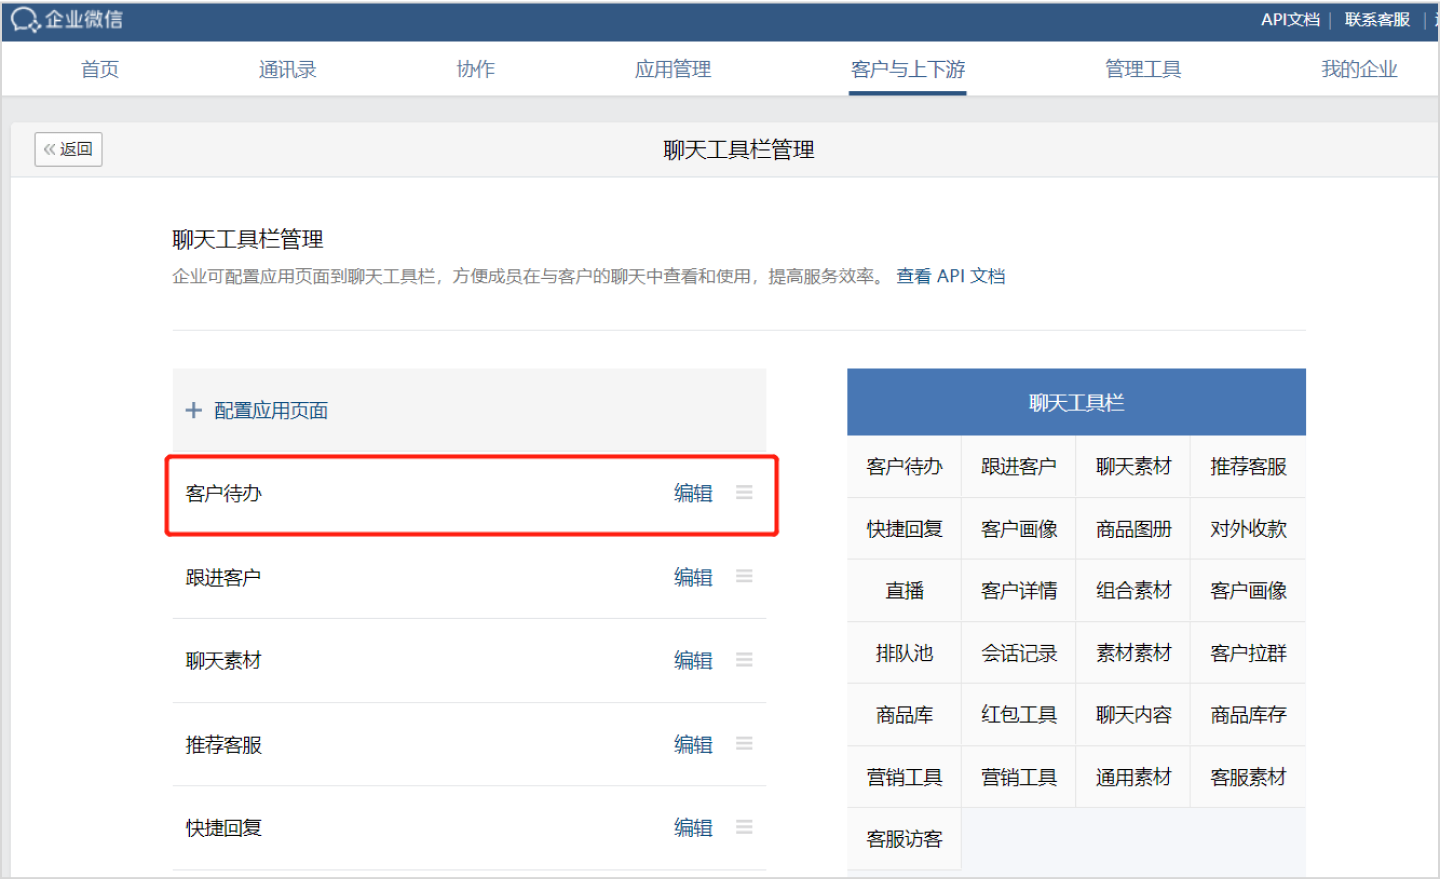 企业微信
API文档 | 联系客服 |
首页 通讯录 协作 应用管理 客户与上下游 管理工具 我的企业
«返回
聊天工具栏管理
聊天工具栏管理
企业可配置应用页面到聊天工具栏，方便成员在与客户的聊天中查看和使用，提高服务效率。 查看 API 文档
+ 配置应用页面
客户待办 编辑
跟进客户 编辑
聊天素材 编辑
推荐客服 编辑
快捷回复 编辑
聊天工具栏
客户待办 跟进客户 聊天素材 推荐客服
快捷回复 客户画像 商品图册 对外收款
直播 客户详情 组合素材 客户画像
排队池 会话记录 素材素材 客户拉群
商品库 红包工具 聊天内容 商品库存
营销工具 营销工具 通用素材 客服素材
客服访客